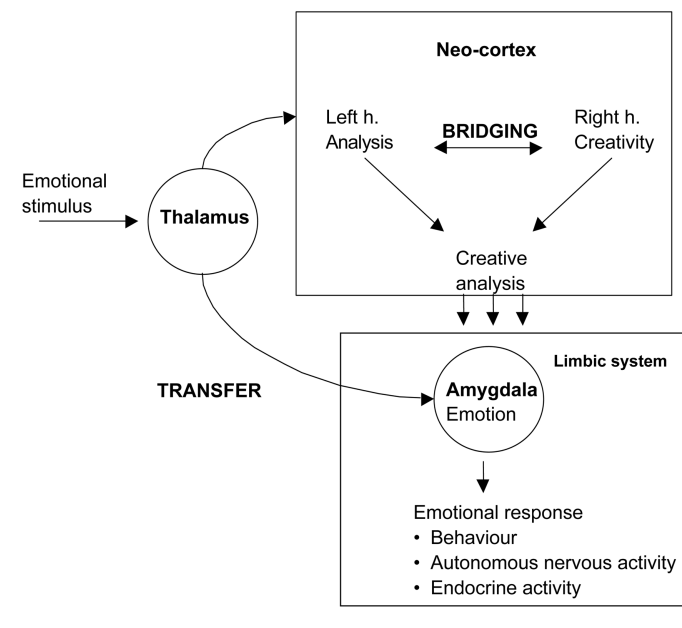 Neo-cortex
Left h.
Analysis
BRIDGING
Right h.
Creativity
Emotional
stimulus
Thalamus
Creative
analysis
Limbic system
TRANSFER
Amygdala
Emotion
Emotional response
• Behaviour
• Autonomous nervous activity
• Endocrine activity